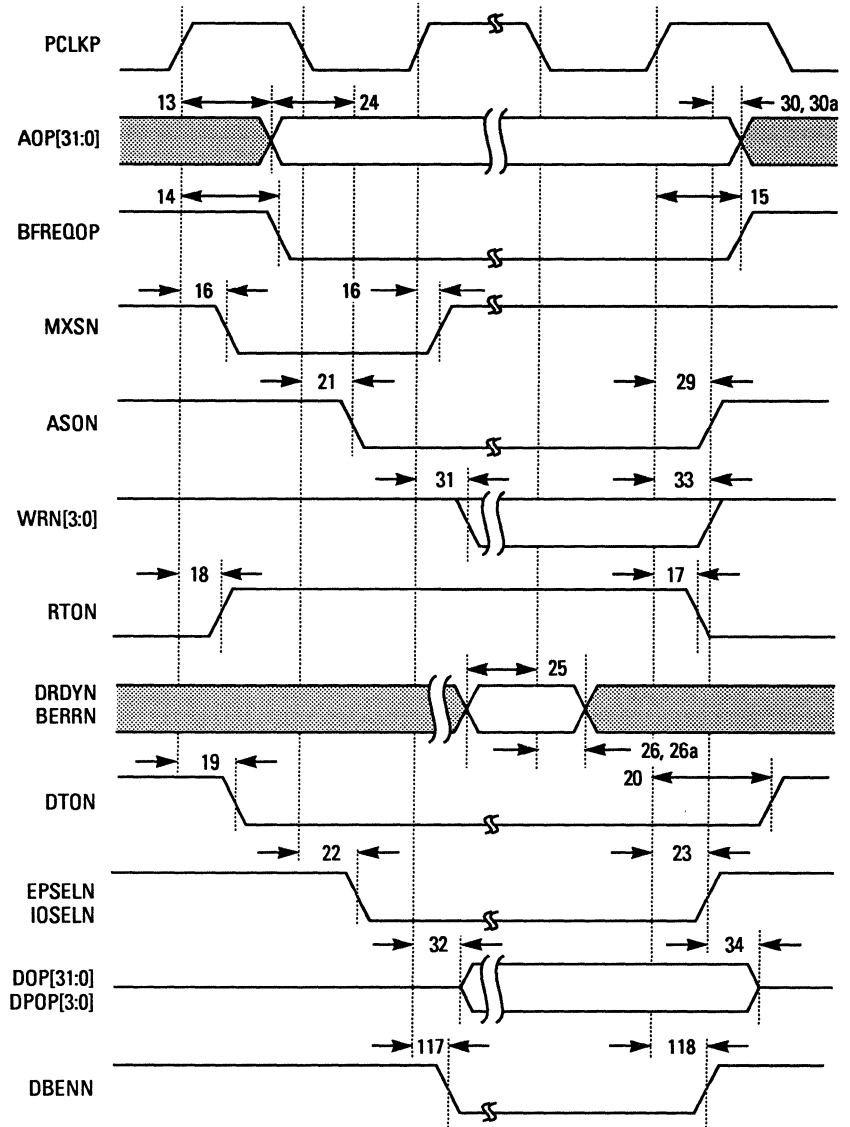 PCLKP
13 24 30, 30a
AOP[31:0]
14 15
BFREQOP
16 16
MXSN
21 29
ASON
31 33
WRN[3:0]
18 17
RTON
25
DRDYN
BERRN
26, 26a
19 20
DTON
22 23
EPSELN
IOSELN
32 34
DOP[31:0]
DPOP[3:0]
117 118
DBENN